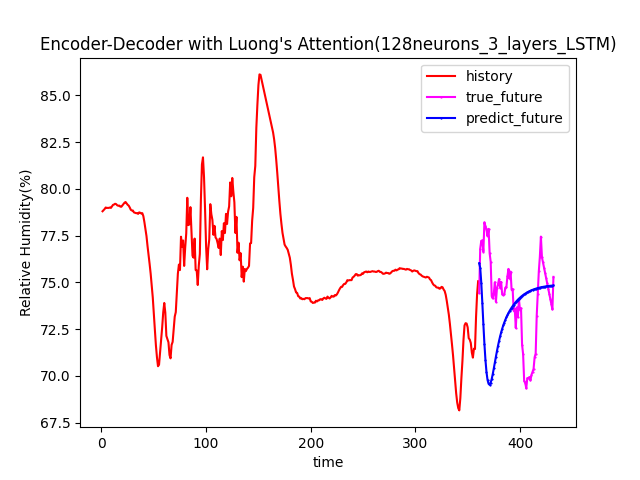 Encoder-Decoder with Luong's Attention(128neurons_3_layers_LSTM)
history
true_future
predict_future
Relative Humidity(%)
85.0
82.5
80.0
77.5
75.0
72.5
70.0
67.5
0 100 200 300 400
time